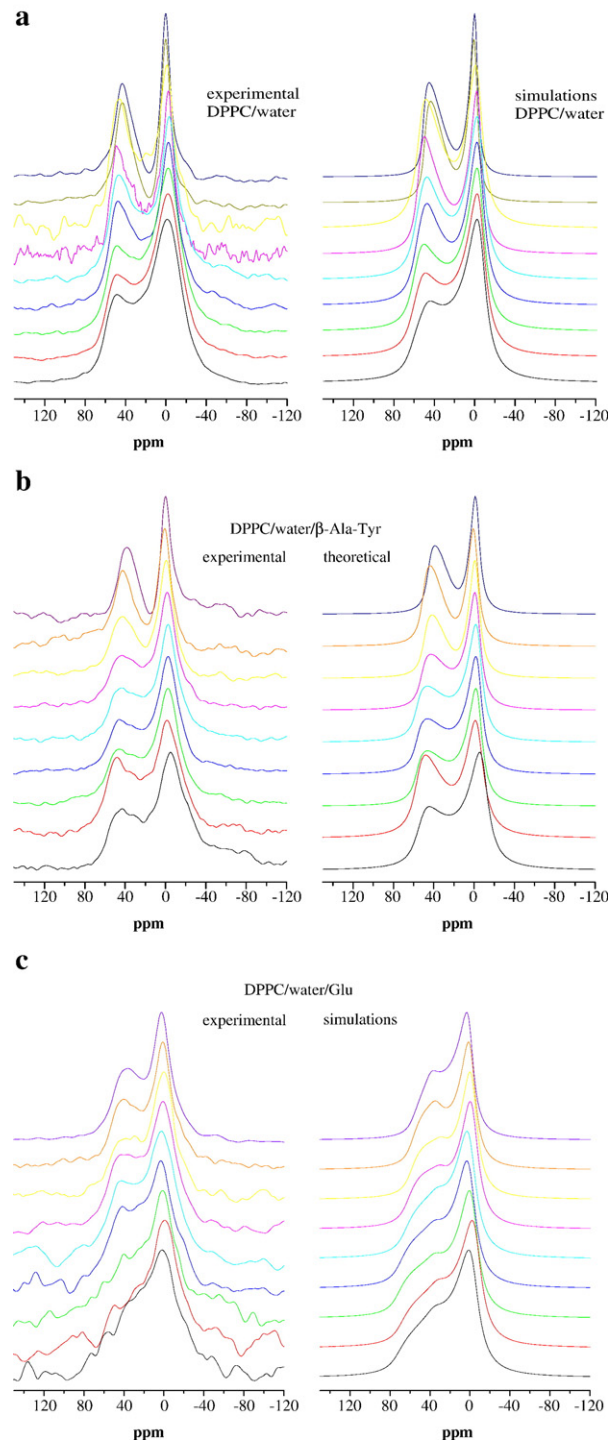 a
experimental
DPPC/water
simulations
DPPC/water
120 80 40 0 -40 -80 -120
120 80 40 0 -40 -80 -120
ppm
ppm
b
DPPC/water/β-Ala-Tyr
experimental theoretical
120 80 40 0 -40 -80 -120
120 80 40 0 -40 -80 -120
ppm
ppm
c
DPPC/water/Glu
experimental simulations
120 80 40 0 -40 -80 -120
120 80 40 0 -40 -80 -120
ppm
ppm